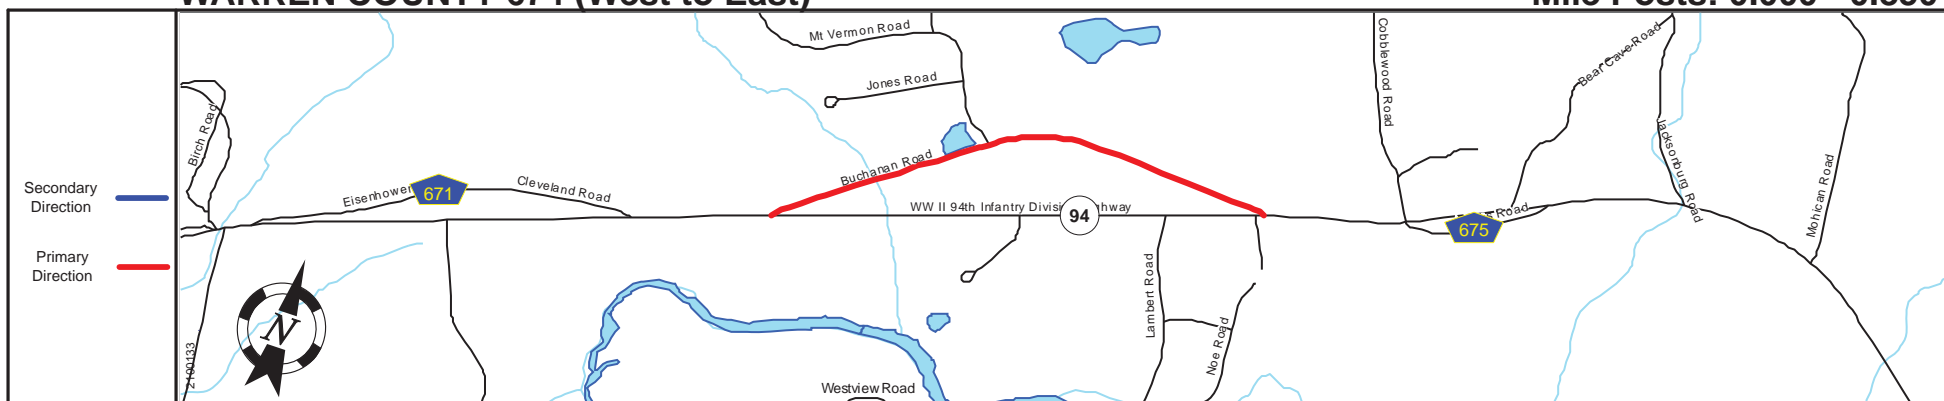 Mt Vernon Road
Jones Road
Cobblewood Road
Bear Cave Road
Birch Road
Jacksonburg Road
Buchanan Road
Mohican Road
Secondary
Direction
Eisenhower
671
Cleveland Road
WW II 94th Infantry
94
675
Road
Primary
Direction
N
Lambert Road
Noe Road
2100133
Westview Road